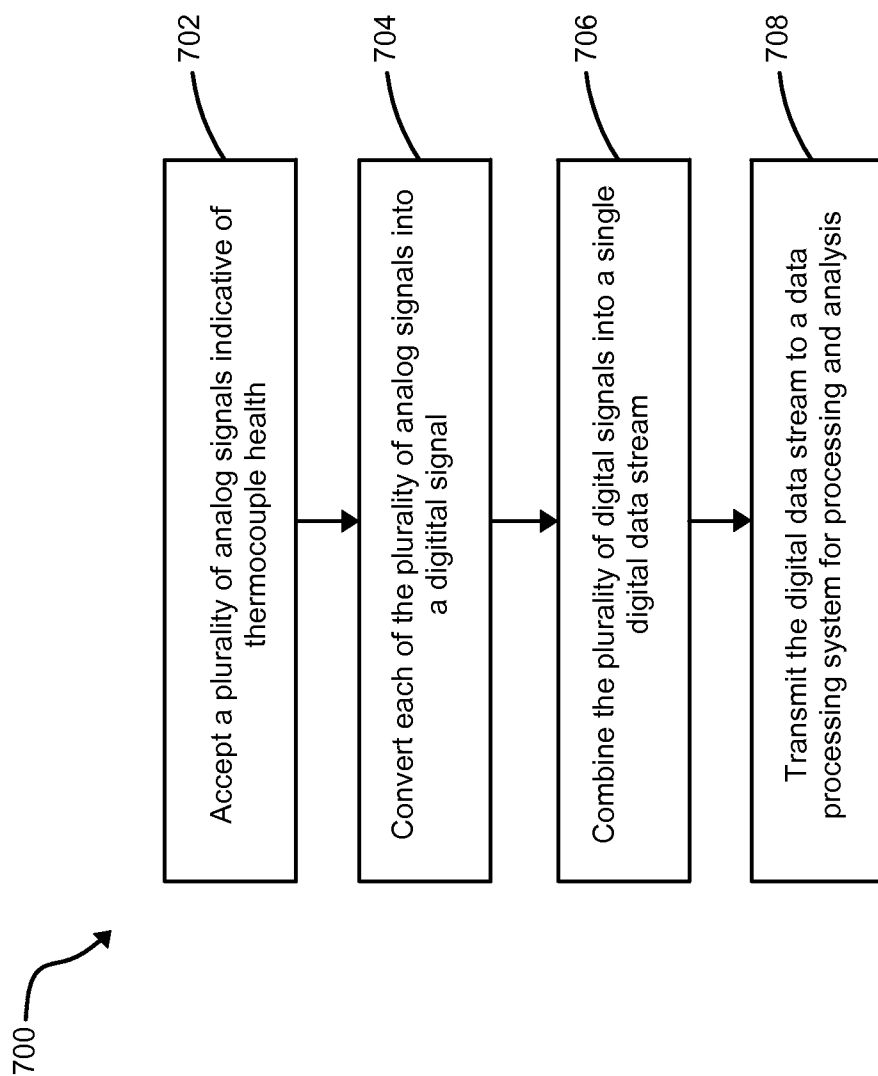 700
702
Accept a plurality of analog signals indicative of
thermocouple health
704
Convert each of the plurality of analog signals into
a digitital signal
706
Combine the plurality of digital signals into a single
digital data stream
708
Transmit the digital data stream to a data
processing system for processing and analysis